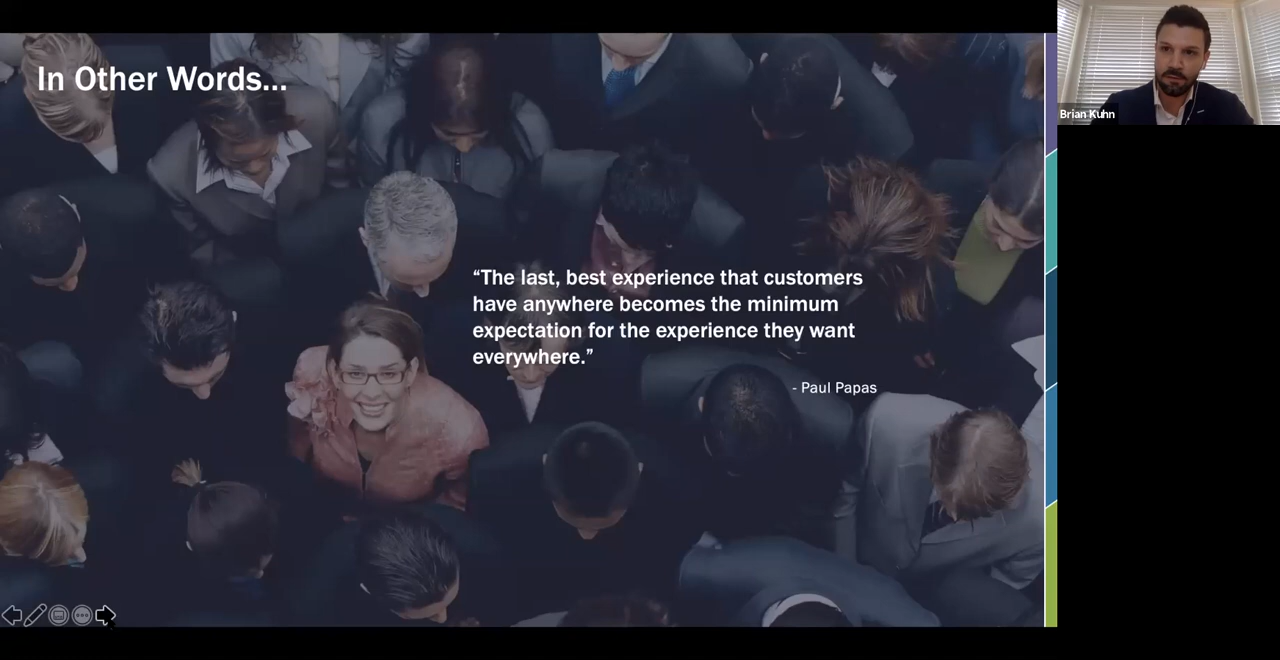 In Other Words...
“The last, best experience that customers
have anywhere becomes the minimum
expectation for the experience they want
everywhere.”
- Paul Papas
Brian Kuhn